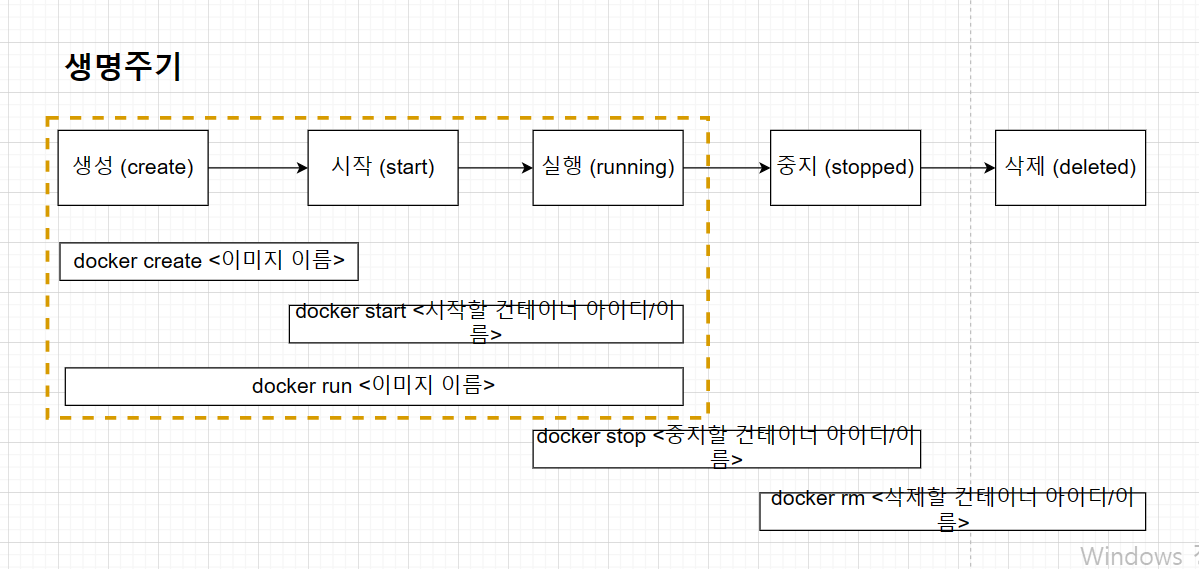 생명주기
생성 (create)
시작 (start)
실행 (running)
중지 (stopped)
삭제 (deleted)
docker create <이미지 이름>
docker start <시작할 컨테이너 아이디/이
름>
docker run <이미지 이름>
docker stop <중지할 컨테이너 아이디/이
름>
docker rm <삭제할 컨테이너 아이디/이
름>
Windows